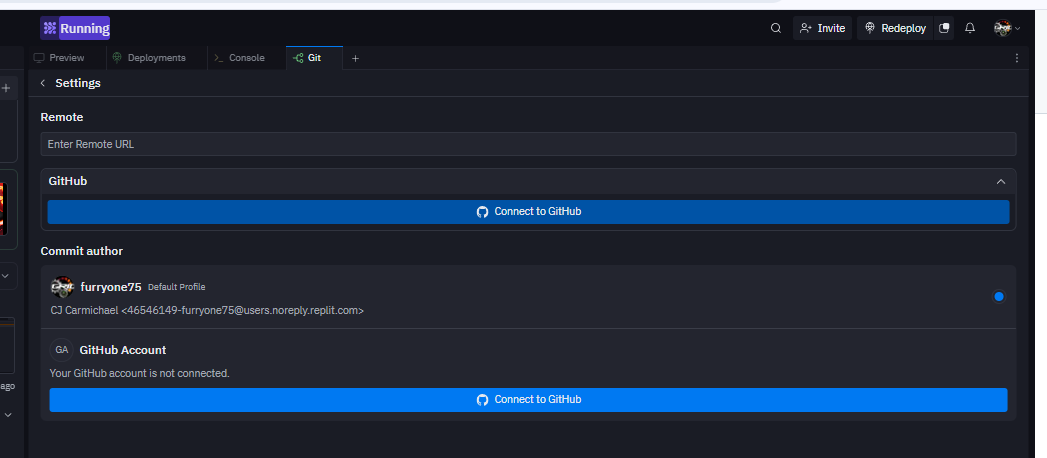 Running
Invite
Redeploy
Preview
Deployments
Console
Git
Settings
Remote
Enter Remote URL
GitHub
Connect to GitHub
Commit author
furryone75 Default Profile
CJ Carmichael <46546149-furryone75@users.noreply.replit.com>
GA GitHub Account
Your GitHub account is not connected.
ago
Connect to GitHub